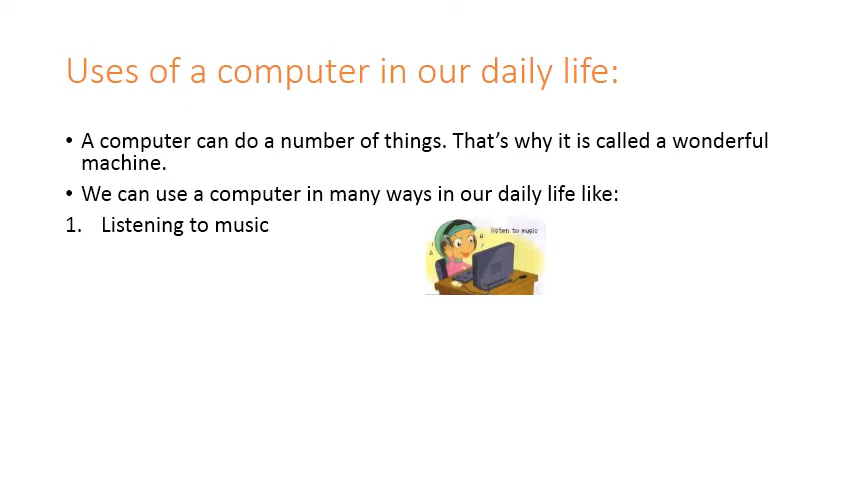 Uses of a computer in our daily life:
• A computer can do a number of things. That’s why it is called a wonderful
machine.
• We can use a computer in many ways in our daily life like:
1. Listening to music
listen to music